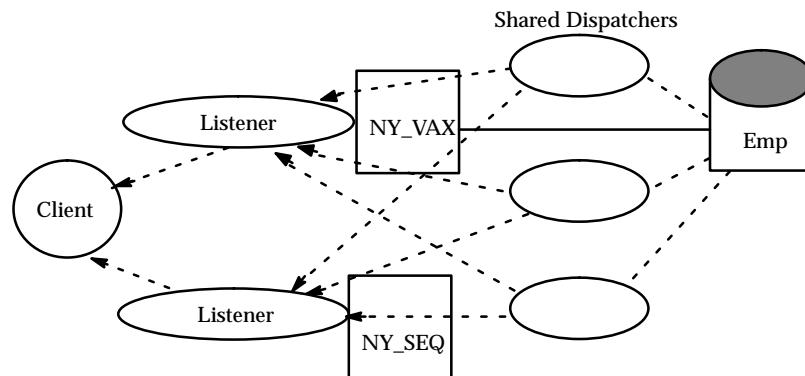 Shared Dispatchers
Listener
NY_VAX
Emp
Client
Listener
NY_SEQ